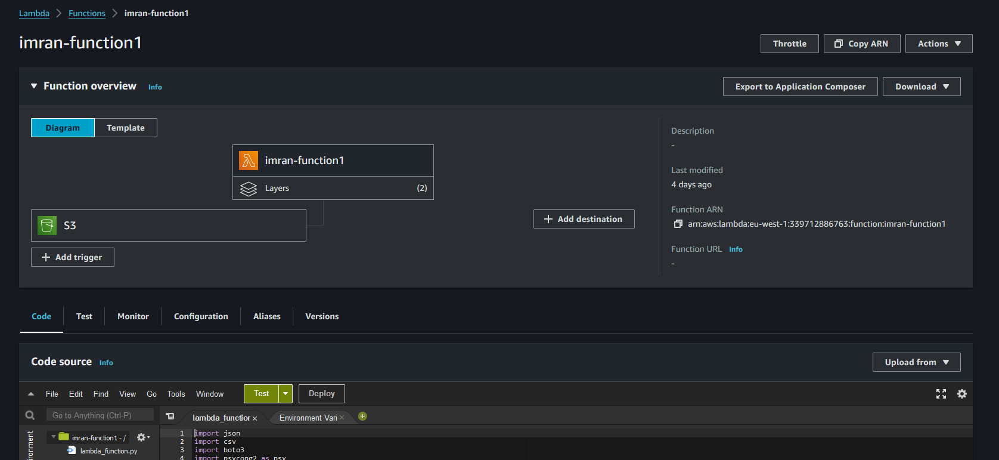 Lambda > Functions > imran-function1
imran-function1
Throttle Copy ARN Actions
Function overview Info
Export to Application Composer Download
Diagram Template
imran-function1
Layers (2)
S3
Add trigger
Add destination
Description
-
Last modified
4 days ago
Function ARN
arn:aws:lambda:eu-west-1:339712886763:function:imran-function1
Function URL Info
-
Code Test Monitor Configuration Aliases Versions
Code source Info
Upload from
File Edit Find View Go Tools Window Test Deploy
Go to Anything (Ctrl-P)
lambda_function × Environment Vari ×
imran-function1 - /
lambda_function.py
ronment
1 import json
2 import csv
3 import boto3
4 import psycopg2 as psy